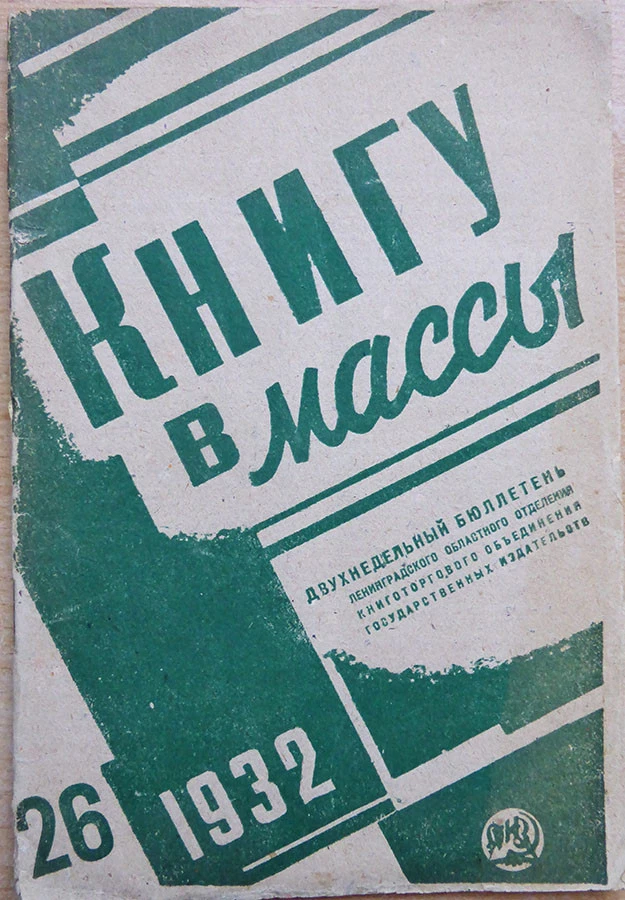 КНИГУ
в массы
ДВУХНЕДЕЛЬНЫЙ БЮЛЛЕТЕНЬ
ЛЕНИНГРАДСКОГО ОБЛАСТНОГО ОТДЕЛЕНИЯ
КНИГОТОРГОВОГО ОБЪЕДИНЕНИЯ
ГОСУДАРСТВЕННЫХ ИЗДАТЕЛЬСТВ
26 1932